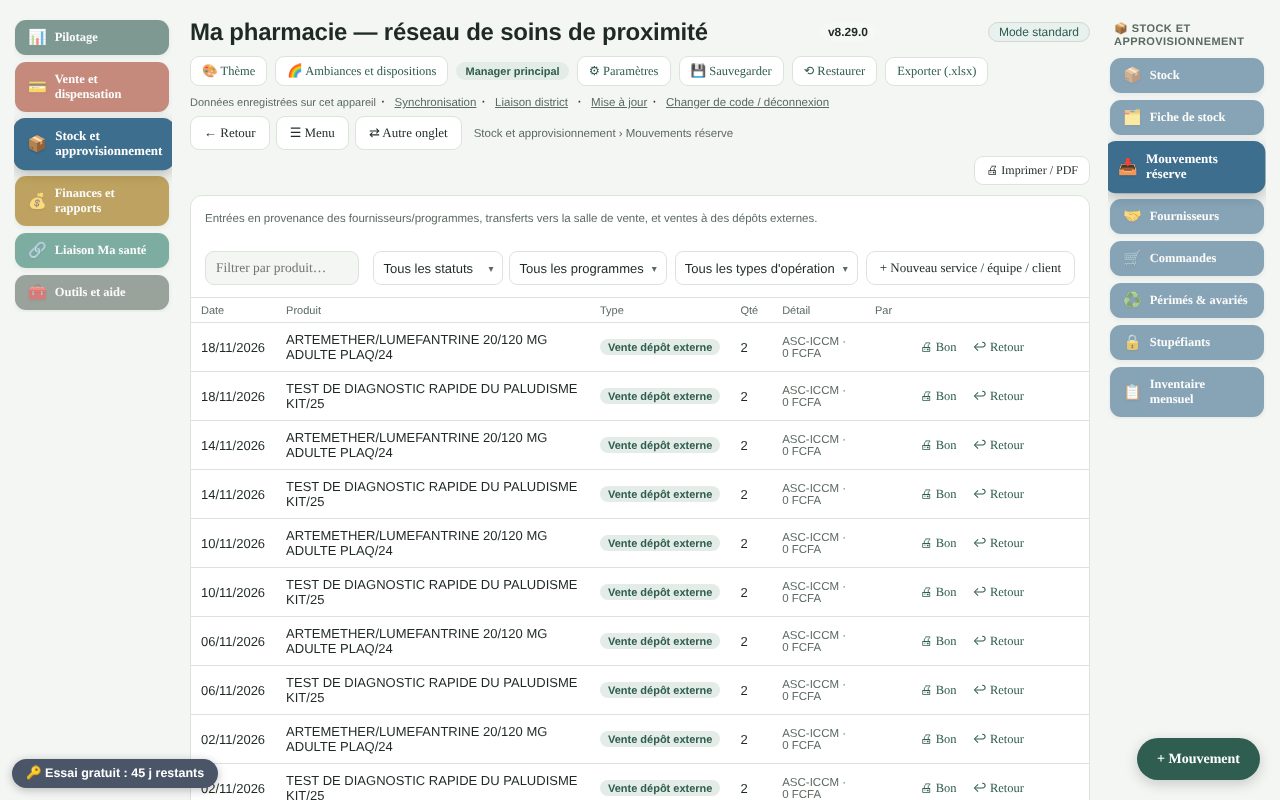 Pilotage
Vente et
dispensation
Stock et
approvisionnement
Finances et
rapports
Liaison Ma santé
Outils et aide
Ma pharmacie — réseau de soins de proximité
v8.29.0
Mode standard
Thème
Ambiances et dispositions
Manager principal
Paramètres
Sauvegarder
Restaurer
Exporter (.xlsx)
Données enregistrées sur cet appareil · Synchronisation · Liaison district · Mise à jour · Changer de code / déconnexion
← Retour
☰ Menu
⇄ Autre onglet
Stock et approvisionnement › Mouvements réserve
Imprimer / PDF
Entrées en provenance des fournisseurs/programmes, transferts vers la salle de vente, et ventes à des dépôts externes.
Filtrer par produit…
Tous les statuts
Tous les programmes
Tous les types d'opération
+ Nouveau service / équipe / client
Date Produit Type Qté Détail Par
18/11/2026 ARTEMETHER/LUMEFANTRINE 20/120 MG Vente dépôt externe 2 ASC-ICCM · Bon Retour
ADULTE PLAQ/24 0 FCFA
18/11/2026 TEST DE DIAGNOSTIC RAPIDE DU PALUDISME Vente dépôt externe 2 ASC-ICCM · Bon Retour
KIT/25 0 FCFA
14/11/2026 ARTEMETHER/LUMEFANTRINE 20/120 MG Vente dépôt externe 2 ASC-ICCM · Bon Retour
ADULTE PLAQ/24 0 FCFA
14/11/2026 TEST DE DIAGNOSTIC RAPIDE DU PALUDISME Vente dépôt externe 2 ASC-ICCM · Bon Retour
KIT/25 0 FCFA
10/11/2026 ARTEMETHER/LUMEFANTRINE 20/120 MG Vente dépôt externe 2 ASC-ICCM · Bon Retour
ADULTE PLAQ/24 0 FCFA
10/11/2026 TEST DE DIAGNOSTIC RAPIDE DU PALUDISME Vente dépôt externe 2 ASC-ICCM · Bon Retour
KIT/25 0 FCFA
06/11/2026 ARTEMETHER/LUMEFANTRINE 20/120 MG Vente dépôt externe 2 ASC-ICCM · Bon Retour
ADULTE PLAQ/24 0 FCFA
06/11/2026 TEST DE DIAGNOSTIC RAPIDE DU PALUDISME Vente dépôt externe 2 ASC-ICCM · Bon Retour
KIT/25 0 FCFA
02/11/2026 ARTEMETHER/LUMEFANTRINE 20/120 MG Vente dépôt externe 2 ASC-ICCM · Bon Retour
ADULTE PLAQ/24 0 FCFA
02/11/2026 TEST DE DIAGNOSTIC RAPIDE DU PALUDISME Vente dépôt externe 2 ASC-ICCM · Bon Retour
KIT/25 0 FCFA
Essai gratuit : 45 j restants
STOCK ET
APPROVISIONNEMENT
Stock
Fiche de stock
Mouvements
réserve
Fournisseurs
Commandes
Périmés & avariés
Stupéfiants
Inventaire
mensuel
+ Mouvement